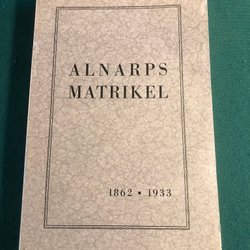 ALNARPS
MATRIKEL
1862 • 1933